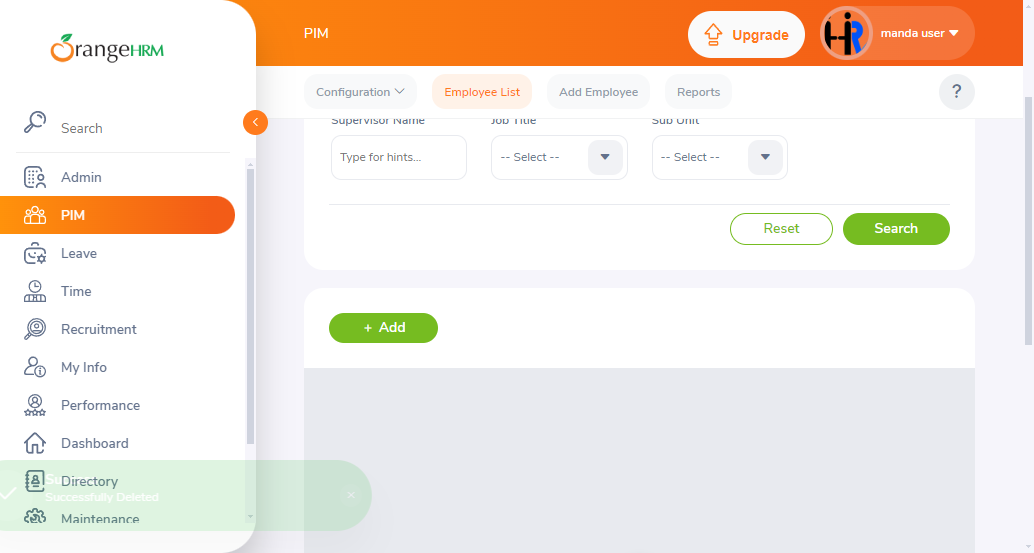 OrangeHRM
PIM
Upgrade
manda user
Configuration
Employee List
Add Employee
Reports
?
Search
Admin
PIM
Leave
Time
Recruitment
My Info
Performance
Dashboard
Directory
Maintenance
Supervisor Name
Job Title
Sub Unit
Type for hints...
-- Select --
-- Select --
Reset
Search
+ Add
Successfully Deleted
×